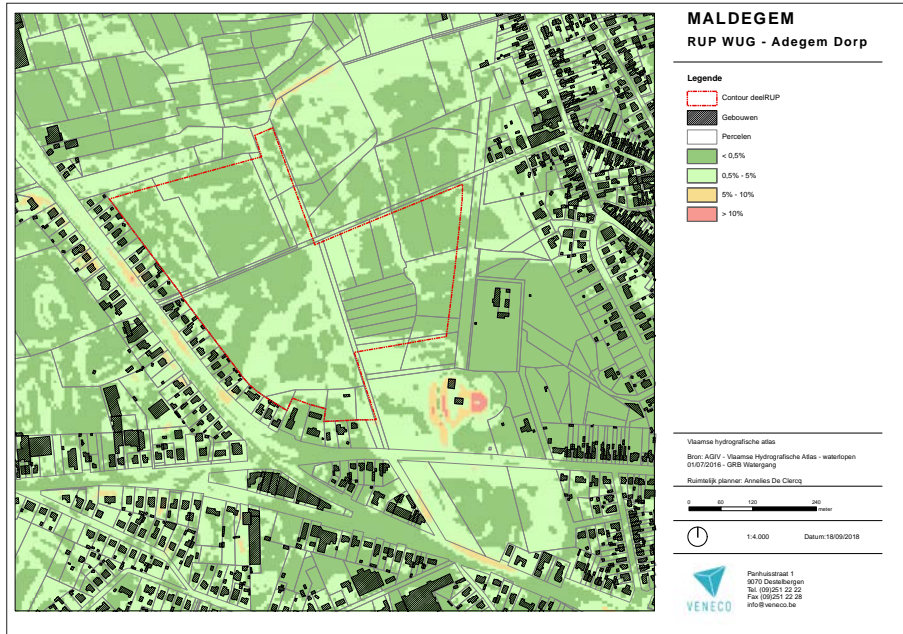 MALDEGEM
RUP WUG - Adegem Dorp
Legende
Contour deelRUP
Gebouwen
Percelen
< 0,5%
0,5% - 5%
5% - 10%
> 10%
Vlaamse hydrografische atlas
Bron: AGIV - Vlaamse Hydrografische Atlas - waterlopen
01/07/2016 - GRB Watergang
Ruimtelijk planner: Annelies De Clercq
0 60 120 240
meter
1:4.000 Datum:18/09/2018
VENECO
Panhuisstraat 1
9070 Destelbergen
Tel. (09)251 22 22
Fax (09)251 22 28
info@veneco.be